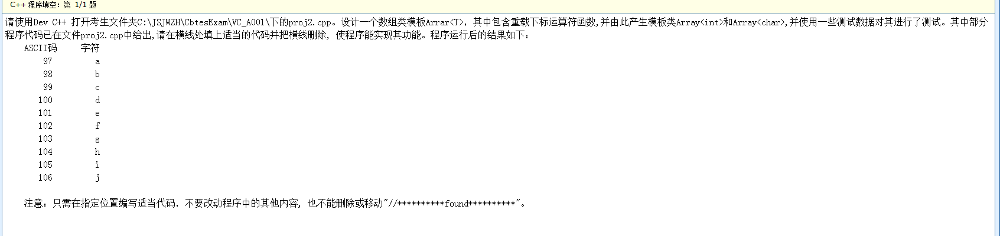 C++ 程序填空：第 1/1 题
请使用Dev C++ 打开考生文件夹C:\JSJWZH\CbtesExam\VC_A001\下的proj2.cpp。设计一个数组类模板Arrar<T>，其中包含重载下标运算符函数,并由此产生模板类Array<int>和Array<char>,并使用一些测试数据对其进行了测试。其中部分
程序代码已在文件proj2.cpp中给出,请在横线处填上适当的代码并把横线删除, 使程序能实现其功能。程序运行后的结果如下：
ASCII码 字符
97 a
98 b
99 c
100 d
101 e
102 f
103 g
104 h
105 i
106 j
注意：只需在指定位置编写适当代码，不要改动程序中的其他内容, 也不能删除或移动"//**********found**********"。